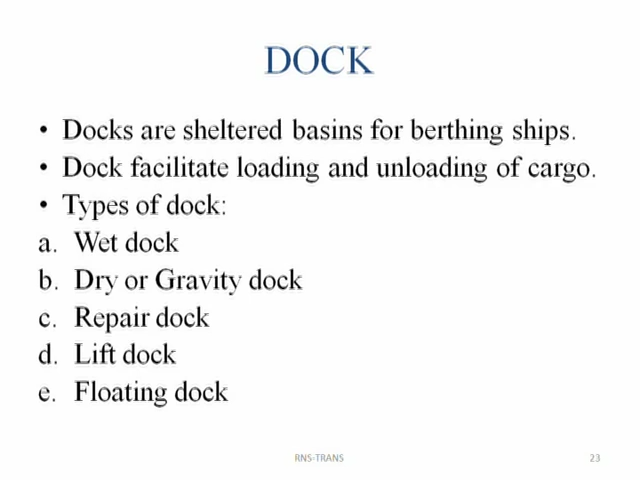 DOCK
• Docks are sheltered basins for berthing ships.
• Dock facilitate loading and unloading of cargo.
• Types of dock:
a. Wet dock
b. Dry or Gravity dock
c. Repair dock
d. Lift dock
e. Floating dock
RNS-TRANS
23